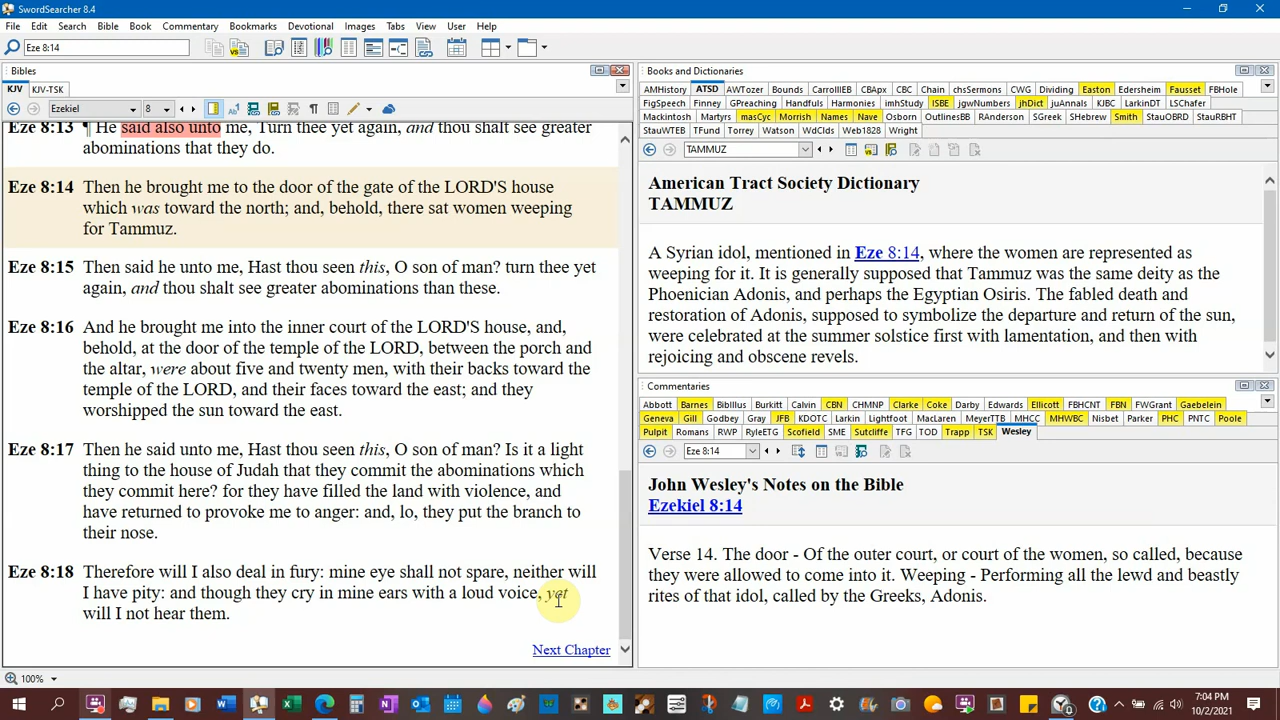 SwordSearcher 8.4
File Edit Search Bible Book Commentary Bookmarks Devotional Images Tabs View User Help
Eze 8:14
Bibles
KJV KJV-TSK
Ezekiel 8
Eze 8:13 ¶ He said also unto me, Turn thee yet again, and thou shalt see greater
abominations that they do.
Eze 8:14 Then he brought me to the door of the gate of the LORD'S house
which was toward the north; and, behold, there sat women weeping
for Tammuz.
Eze 8:15 Then said he unto me, Hast thou seen this, O son of man? turn thee yet
again, and thou shalt see greater abominations than these.
Eze 8:16 And he brought me into the inner court of the LORD'S house, and,
behold, at the door of the temple of the LORD, between the porch and
the altar, were about five and twenty men, with their backs toward the
temple of the LORD, and their faces toward the east; and they
worshipped the sun toward the east.
Eze 8:17 Then he said unto me, Hast thou seen this, O son of man? Is it a light
thing to the house of Judah that they commit the abominations which
they commit here? for they have filled the land with violence, and
have returned to provoke me to anger: and, lo, they put the branch to
their nose.
Eze 8:18 Therefore will I also deal in fury: mine eye shall not spare, neither will
I have pity: and though they cry in mine ears with a loud voice, yet
will I not hear them.
Next Chapter
100%
Books and Dictionaries
AMHistory ATSD AWTozer Bounds CarrollIEB CBApx CBC Chain chsSermons CWG Dividing Easton Edersheim Fausset FBHole
FigSpeech Finney GPreaching Handfuls Harmonies imhStudy ISBE jgwNumbers jhDict juAnnals KJBC LarkinDT LSChafer
Mackintosh Martyrs masCyc Morrish Names Nave Osborn OutlinesBB RAnderson SGreek SHebrew Smith StauOBRD StauRBHT
StauWTEB TFund Torrey Watson WdClds Web1828 Wright
TAMMUZ
American Tract Society Dictionary
TAMMUZ
A Syrian idol, mentioned in Eze 8:14, where the women are represented as
weeping for it. It is generally supposed that Tammuz was the same deity as the
Phoenician Adonis, and perhaps the Egyptian Osiris. The fabled death and
restoration of Adonis, supposed to symbolize the departure and return of the sun,
were celebrated at the summer solstice first with lamentation, and then with
rejoicing and obscene revels.
Commentaries
Abbott Barnes BibIllus Burkitt Calvin CBN CHMNP Clarke Coke Darby Edwards Ellicott FBHCNT FBN FWGrant Gaebelein
Geneva Gill JFB Godbey Gray KDOTC Larkin Lightfoot MacLaren MeyerTTB MHCC MHWBC Nisbet Parker PHC PNTC Poole
Pulpit Romans RWP RyleETG Scofield SME Sutcliffe TFG TOD Trapp TSK Wesley
Eze 8:14
John Wesley's Notes on the Bible
Ezekiel 8:14
Verse 14. The door - Of the outer court, or court of the women, so called, because
they were allowed to come into it. Weeping - Performing all the lewd and beastly
rites of that idol, called by the Greeks, Adonis.
7:04 PM
10/2/2021